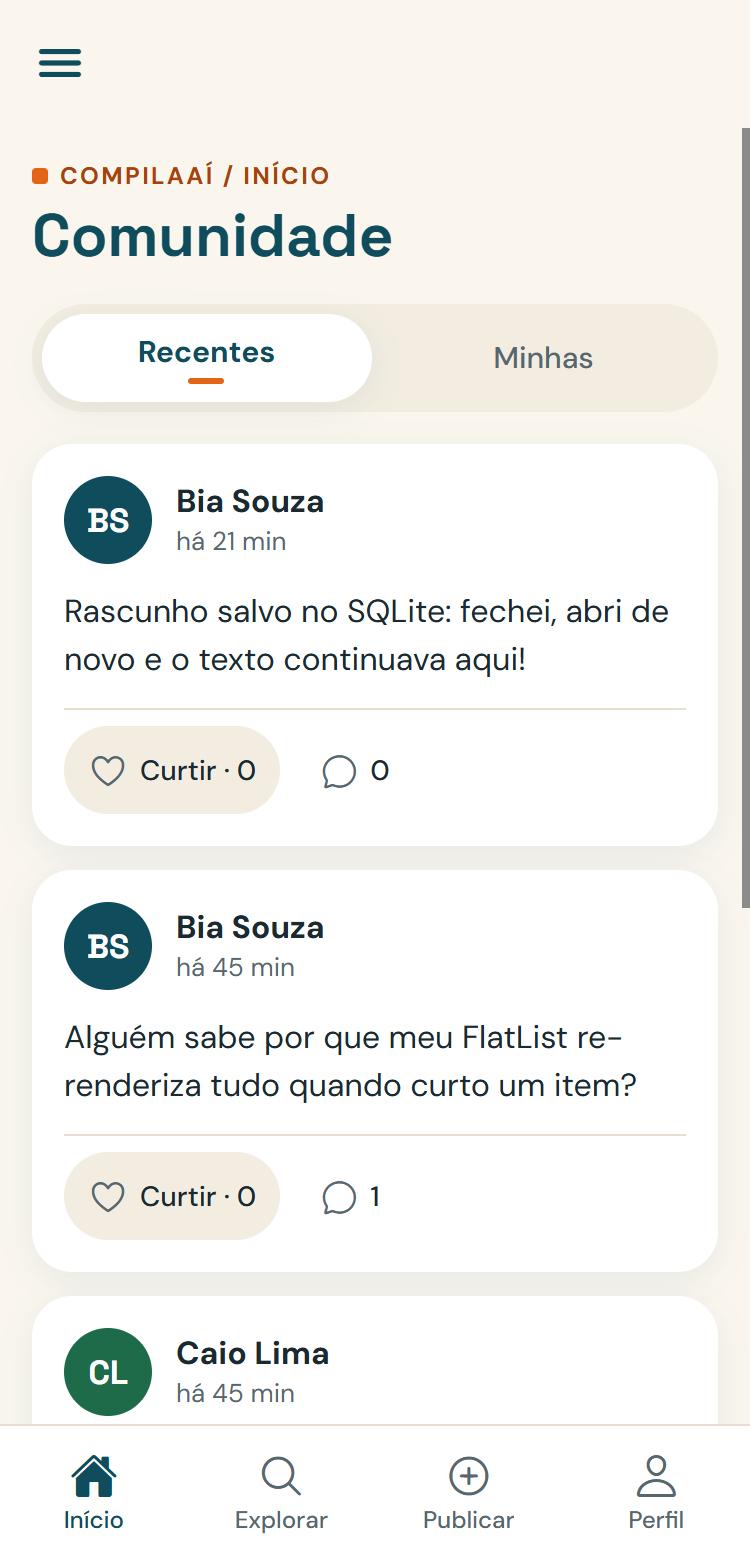 COMPILAAÍ / INÍCIO
Comunidade
Recentes
Minhas
BS
Bia Souza
há 21 min
Rascunho salvo no SQLite: fechei, abri de
novo e o texto continuava aqui!
Curtir · 0
0
BS
Bia Souza
há 45 min
Alguém sabe por que meu FlatList re-
renderiza tudo quando curto um item?
Curtir · 0
1
CL
Caio Lima
há 45 min
Início
Explorar
Publicar
Perfil